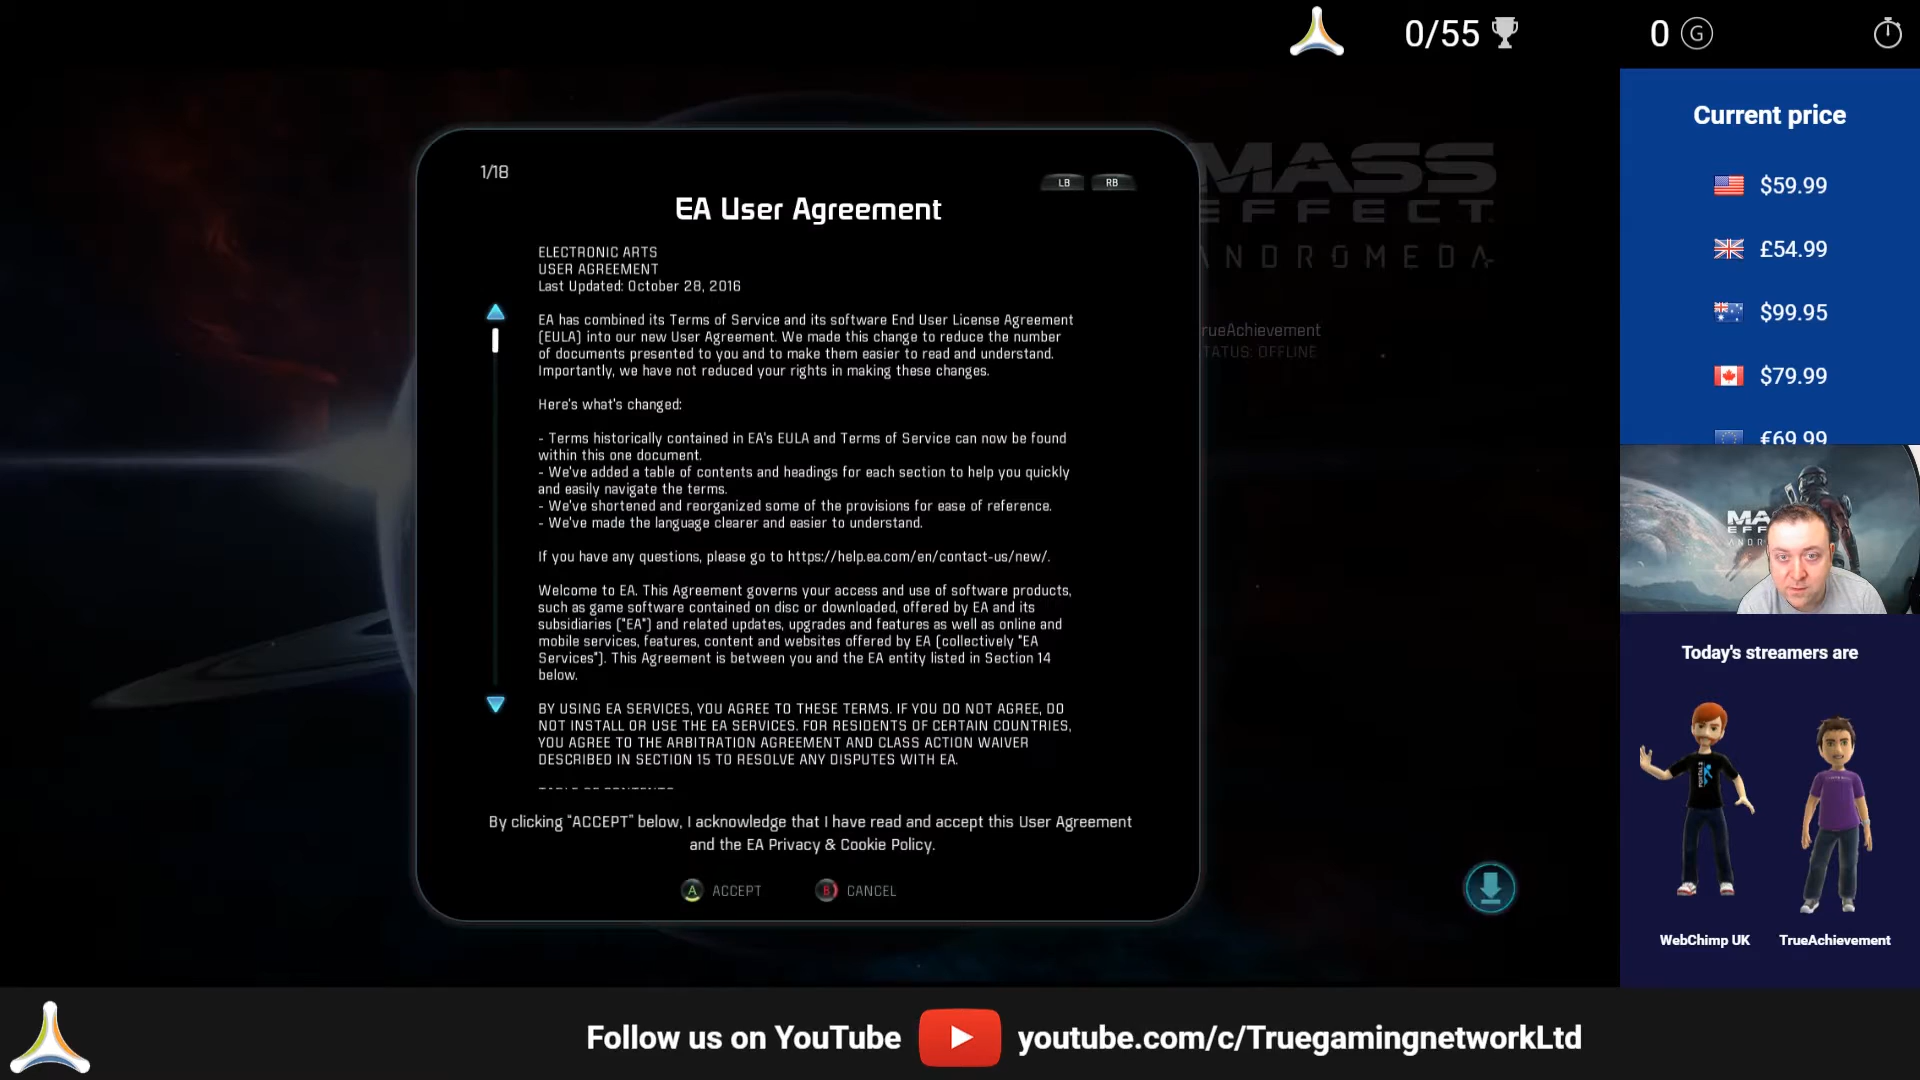 0/55
0 G
1/18
LB RB
EA User Agreement
ELECTRONIC ARTS
USER AGREEMENT
Last Updated: October 28, 2016
EA has combined its Terms of Service and its software End User License Agreement
(EULA) into our new User Agreement. We made this change to reduce the number
of documents presented to you and to make them easier to read and understand.
Importantly, we have not reduced your rights in making these changes.
Here's what's changed:
- Terms historically contained in EA's EULA and Terms of Service can now be found
within this one document.
- We've added a table of contents and headings for each section to help you quickly
and easily navigate the terms.
- We've shortened and reorganized some of the provisions for ease of reference.
- We've made the language clearer and easier to understand.
If you have any questions, please go to https://help.ea.com/en/contact-us/new/.
Welcome to EA. This Agreement governs your access and use of software products,
such as game software contained on disc or downloaded, offered by EA and its
subsidiaries ("EA") and related updates, upgrades and features as well as online and
mobile services, features, content and websites offered by EA (collectively "EA
Services"). This Agreement is between you and the EA entity listed in Section 14
below.
BY USING EA SERVICES, YOU AGREE TO THESE TERMS. IF YOU DO NOT AGREE, DO
NOT INSTALL OR USE THE EA SERVICES. FOR RESIDENTS OF CERTAIN COUNTRIES,
YOU AGREE TO THE ARBITRATION AGREEMENT AND CLASS ACTION WAIVER
DESCRIBED IN SECTION 15 TO RESOLVE ANY DISPUTES WITH EA.
TABLE OF CONTENTS
By clicking "ACCEPT" below, I acknowledge that I have read and accept this User Agreement
and the EA Privacy & Cookie Policy.
A ACCEPT B CANCEL
MASS
EFFECT
ANDROMEDA
rueAchievement
TATUS: OFFLINE
Current price
$59.99
£54.99
$99.95
$79.99
€69.99
Today's streamers are
WebChimp UK TrueAchievement
Follow us on YouTube youtube.com/c/TruegamingnetworkLtd